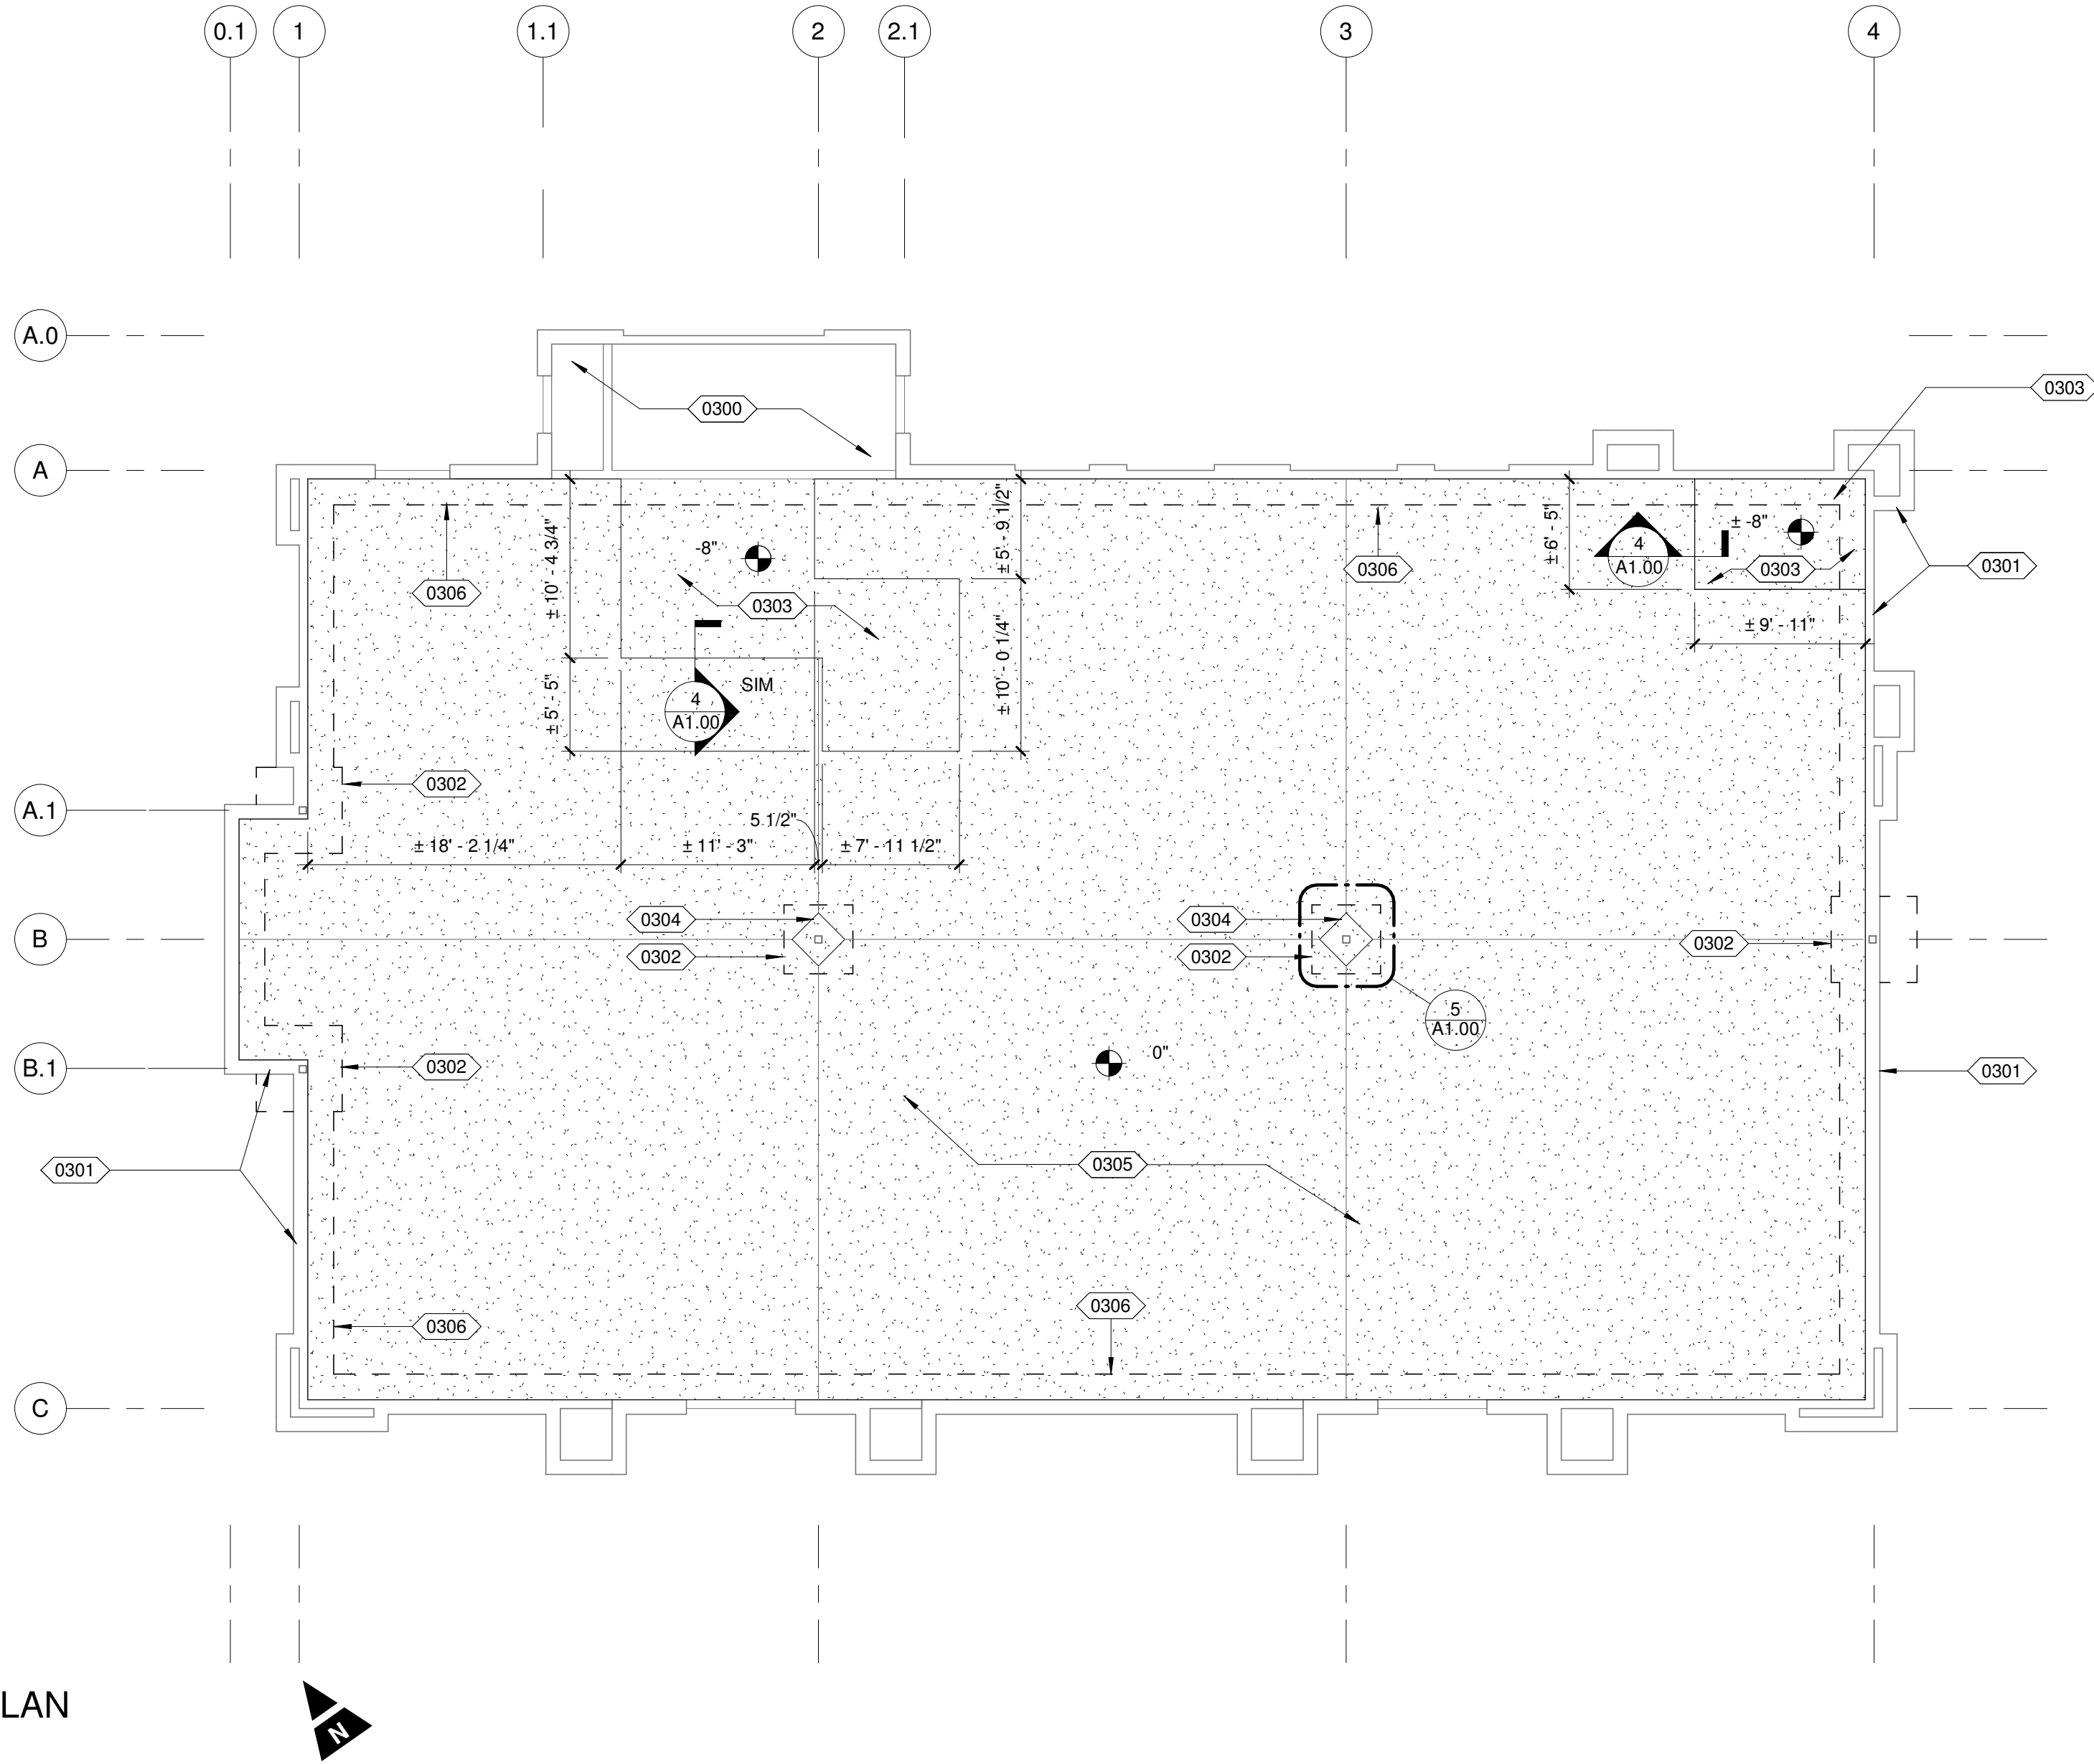 0.1 1 1.1 2 2.1 3 4
A.0
0303
0300
A
± 10' - 4 3/4"
-8"
± 5' - 9 1/2"
± 6' - 5"
4
A1.00
± -8"
0306
0303
0306
0303
0301
± 5' - 5"
4
A1.00
SIM
± 10' - 0 1/4"
± 9' - 11"
0302
A.1
5 1/2"
± 18' - 2 1/4"
± 11' - 3"
± 7' - 11 1/2"
B
0304
0302
0304
0302
0302
5
A1.00
B.1
0302
0"
0301
0301
0305
0306
0306
C
LAN
N